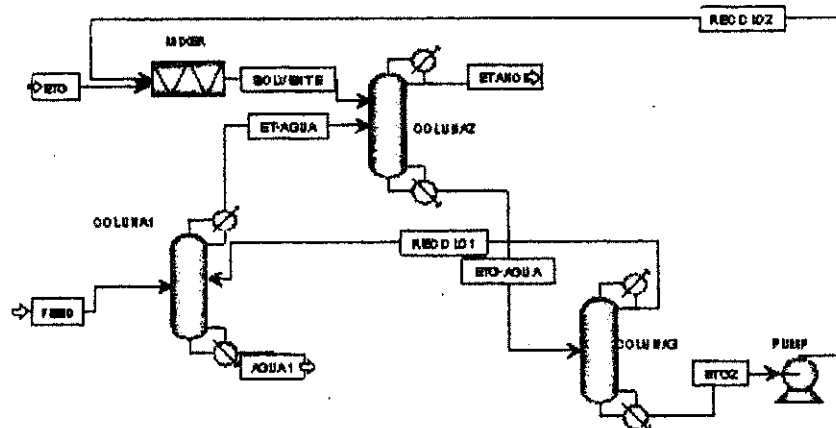 RECICLO2
MIXER
ETG
SOLVENTE
ETANOL
ET-AGUA
COLUNA2
COLUNA1
RECICLO1
ETG-AGUA
FEED
COLUNA3
PUMP
AGUA1
ETG2